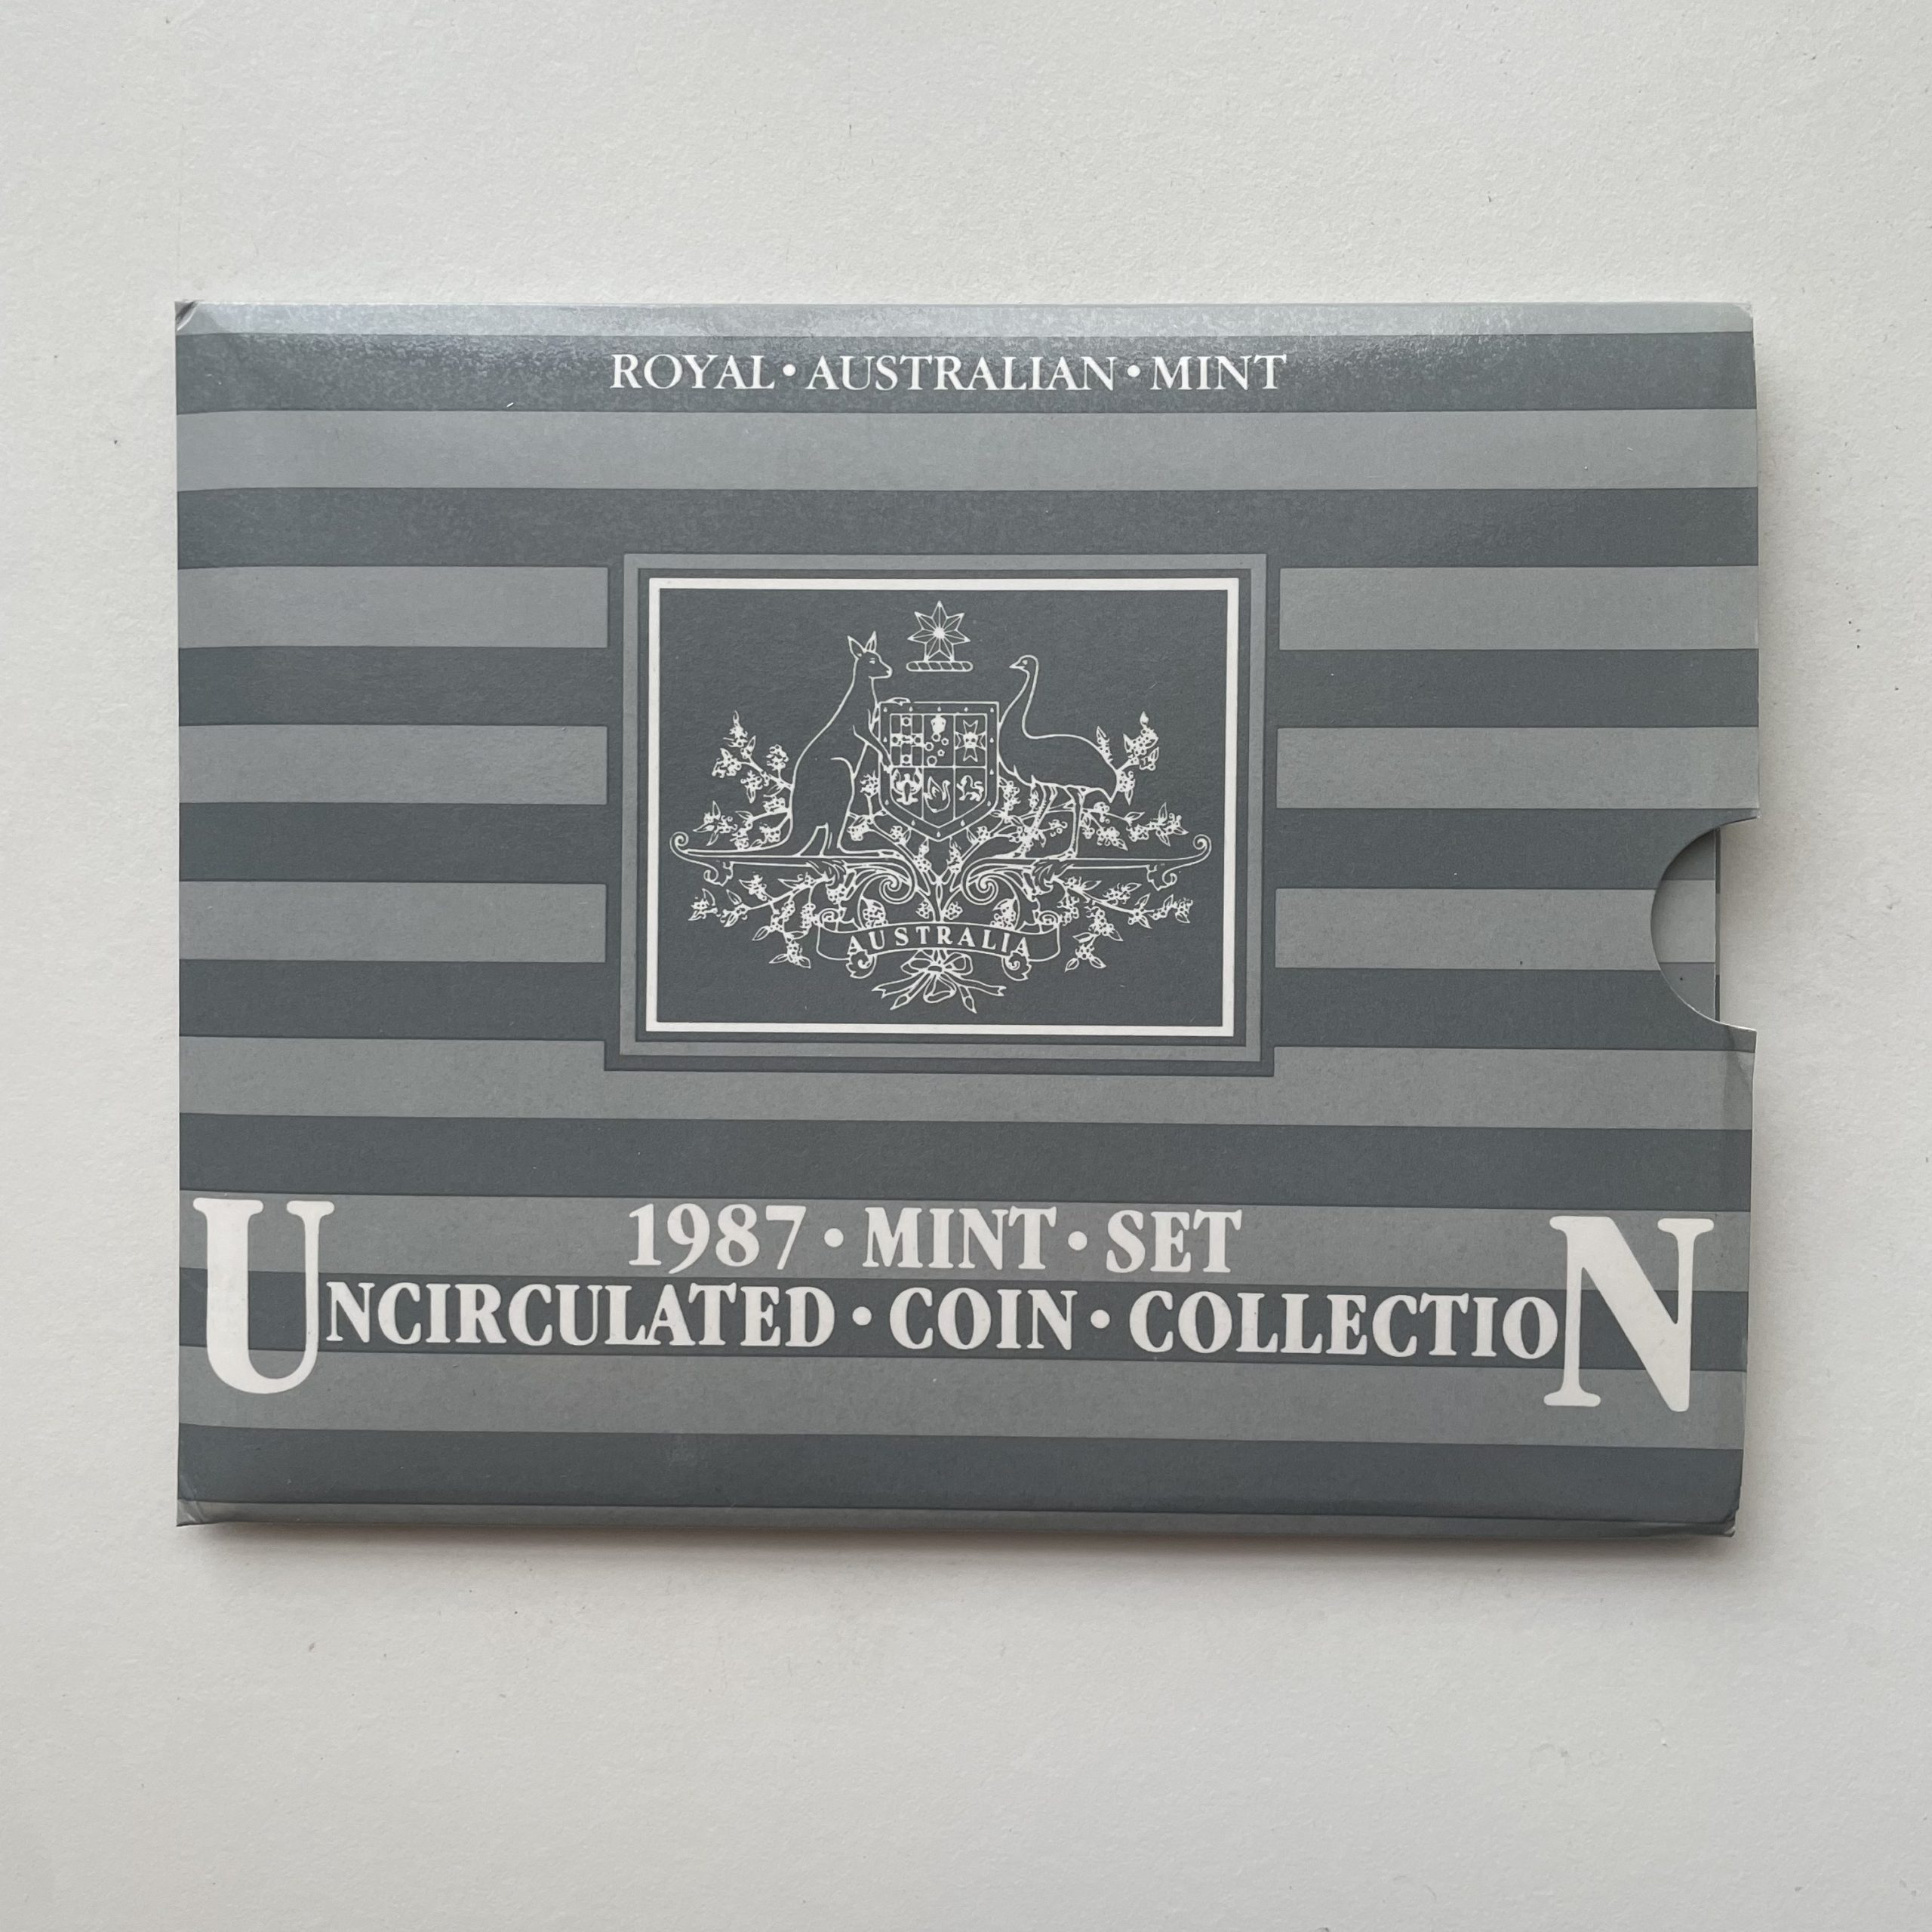 ROYAL • AUSTRALIAN • MINT
AUSTRALIA
1987 • MINT • SET
UNCIRCULATED • COIN • COLLECTION